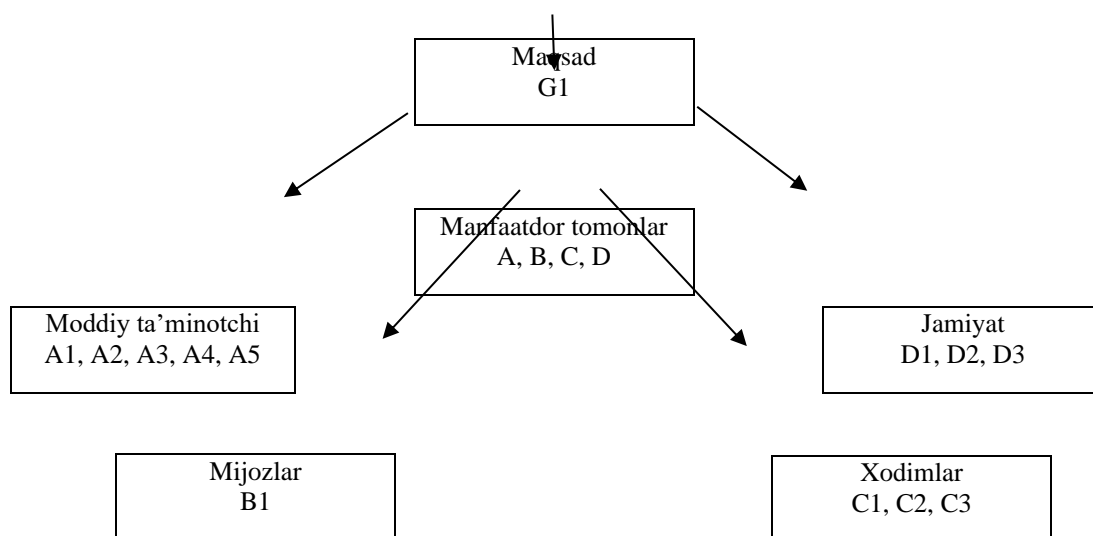 Maqsad
G1
Manfaatdor tomonlar
A, B, C, D
Moddiy ta’minotchi
A1, A2, A3, A4, A5
Jamiyat
D1, D2, D3
Mijozlar
B1
Xodimlar
C1, C2, C3